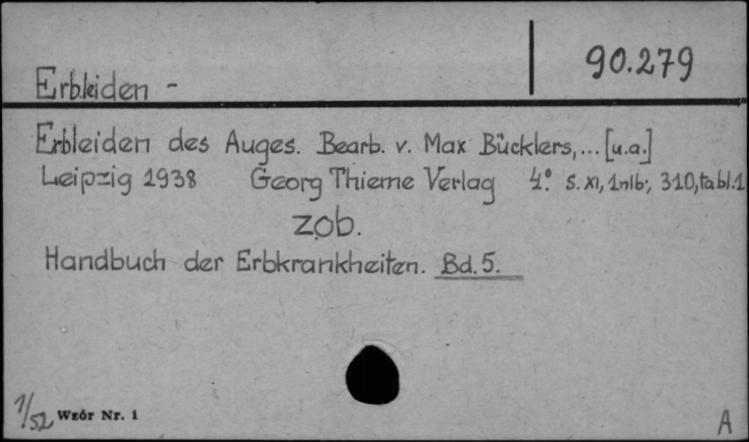 90.279
Erbleiden -
Erbleiden des Auges. Bearb. v. Max Bücklers,... [u.a.]
Leipzig 1938 Georg Thieme Verlag 4° s. XI, 1nlb., 310, tabl. 1
zob.
Handbuch der Erbkrankheiten. Bd. 5.
1/52 Wzór Nr. 1
A